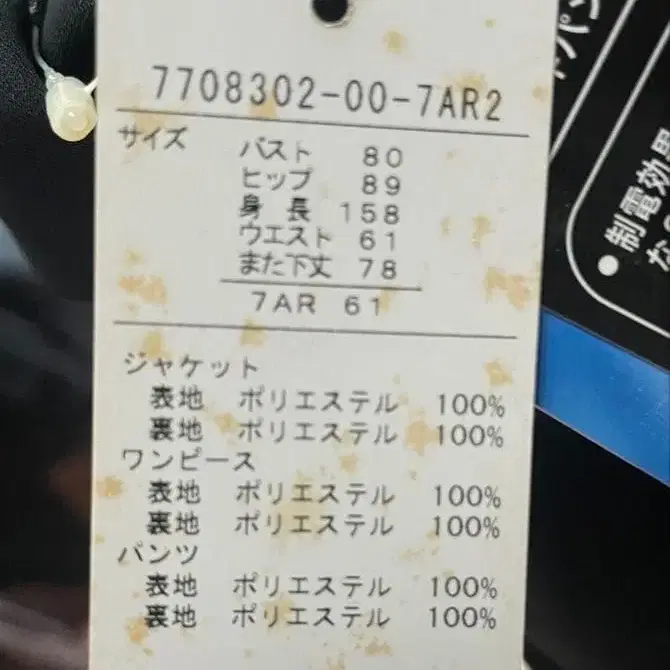 7708302-00-7AR2
サイズ
バスト 80
ヒップ 89
身 長 158
ウエスト 61
また下丈 78
7AR 61
ジャケット
表地 ポリエステル 100%
裏地 ポリエステル 100%
ワンピース
表地 ポリエステル 100%
裏地 ポリエステル 100%
パンツ
表地 ポリエステル 100%
裏地 ポリエステル 100%
●制電効果